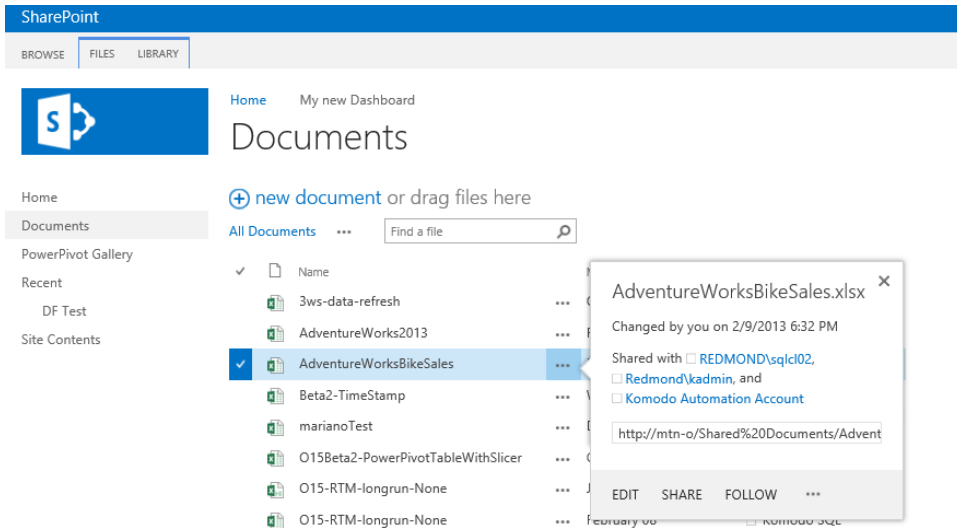 SharePoint
BROWSE FILES LIBRARY
S
Home My new Dashboard
Documents
new document or drag files here
All Documents ••• Find a file
Home
Documents
PowerPivot Gallery
Recent
DF Test
Site Contents
Name
3ws-data-refresh •••
AdventureWorks2013 •••
AdventureWorksBikeSales •••
Beta2-TimeStamp •••
marianoTest •••
O15Beta2-PowerPivotTableWithSlicer •••
O15-RTM-longrun-None •••
O15-RTM-longrun-None ••• February 08 Komodo SQL
AdventureWorksBikeSales.xlsx
Changed by you on 2/9/2013 6:32 PM
Shared with REDMOND\sqlcl02,
Redmond\kadmin, and
Komodo Automation Account
http://mtn-o/Shared%20Documents/Advent
EDIT SHARE FOLLOW •••